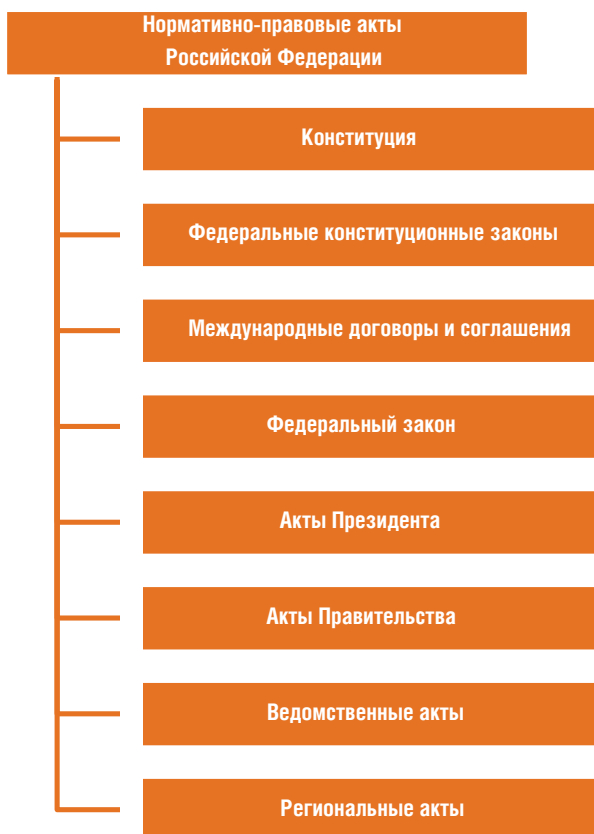 Нормативно-правовые акты
Российской Федерации
Конституция
Федеральные конституционные законы
Международные договоры и соглашения
Федеральный закон
Акты Президента
Акты Правительства
Ведомственные акты
Региональные акты